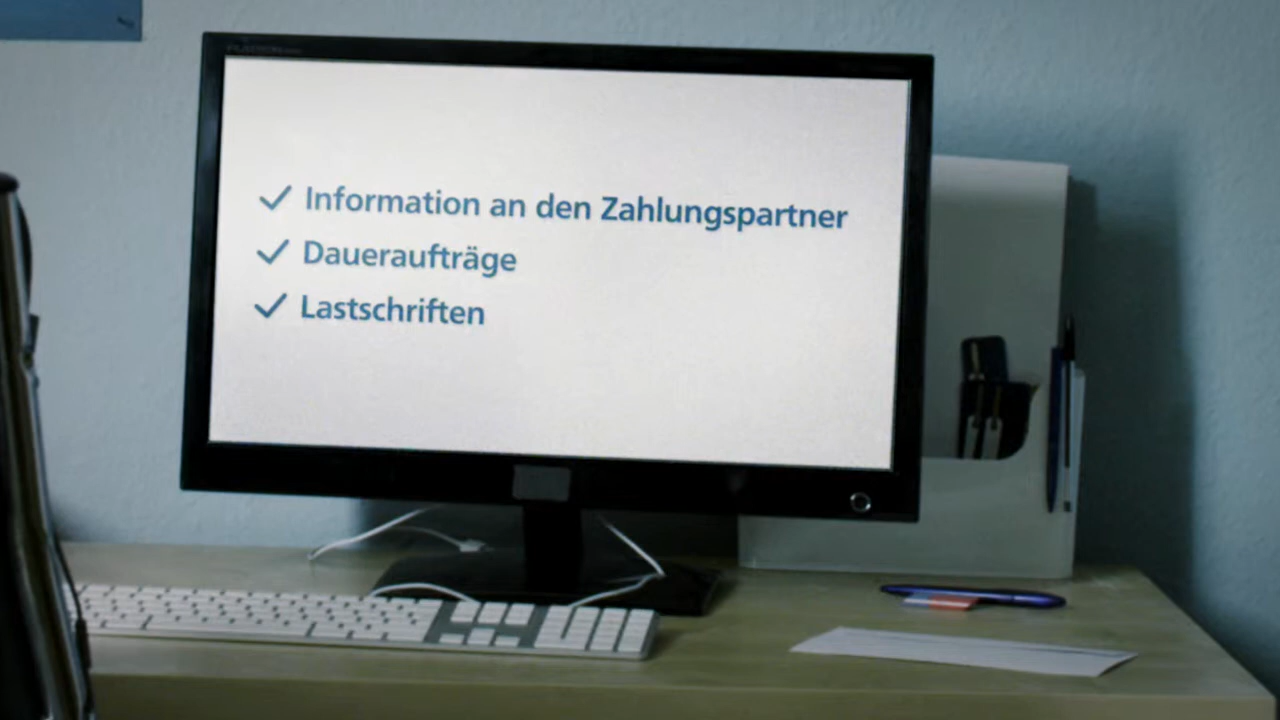 ✓ Information an den Zahlungspartner
✓ Daueraufträge
✓ Lastschriften